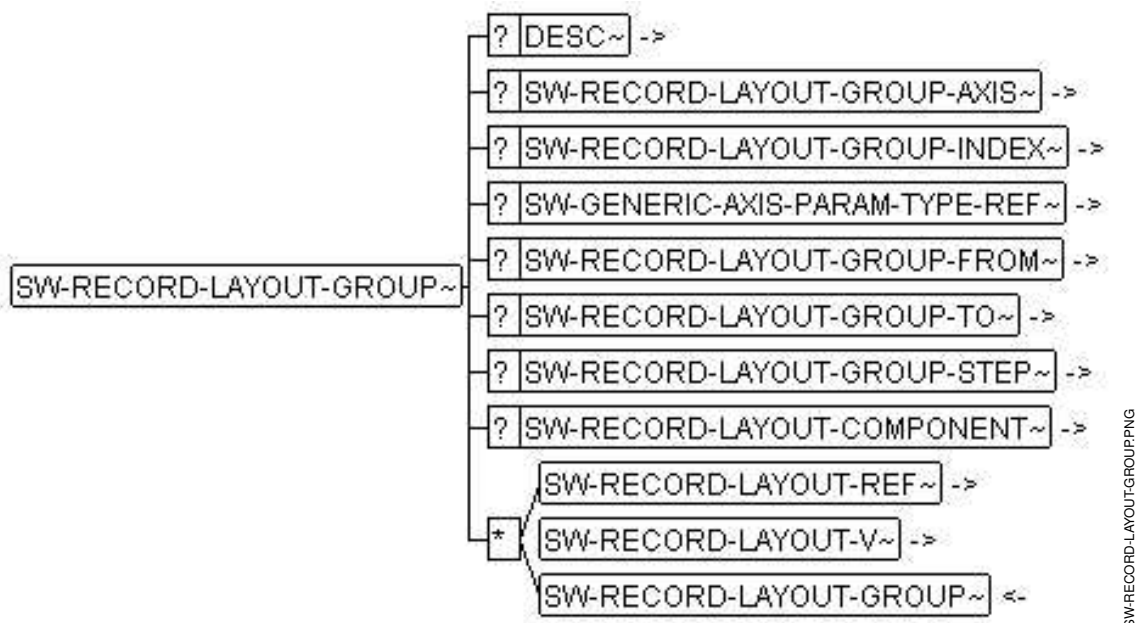 ? DESC~ ->
? SW-RECORD-LAYOUT-GROUP-AXIS~ ->
? SW-RECORD-LAYOUT-GROUP-INDEX~ ->
? SW-GENERIC-AXIS-PARAM-TYPE-REF~ ->
? SW-RECORD-LAYOUT-GROUP-FROM~ ->
SW-RECORD-LAYOUT-GROUP~
? SW-RECORD-LAYOUT-GROUP-TO~ ->
? SW-RECORD-LAYOUT-GROUP-STEP~ ->
? SW-RECORD-LAYOUT-COMPONENT~ ->
SW-RECORD-LAYOUT-REF~ ->
* SW-RECORD-LAYOUT-V~ ->
SW-RECORD-LAYOUT-GROUP~ <-
SW-RECORD-LAYOUT-GROUP.PNG